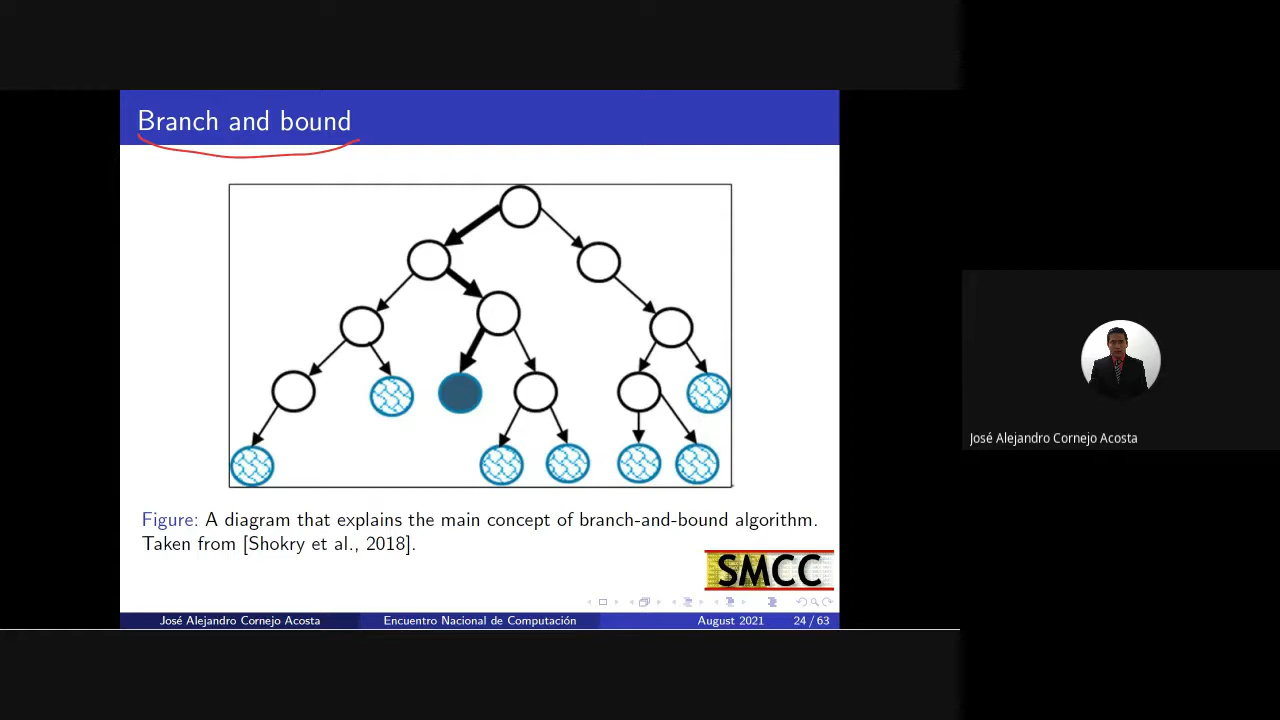 Branch and bound
Figure: A diagram that explains the main concept of branch-and-bound algorithm.
Taken from [Shokry et al., 2018].
SMCC
José Alejandro Cornejo Acosta
Encuentro Nacional de Computación
August 2021
24 / 63
José Alejandro Cornejo Acosta